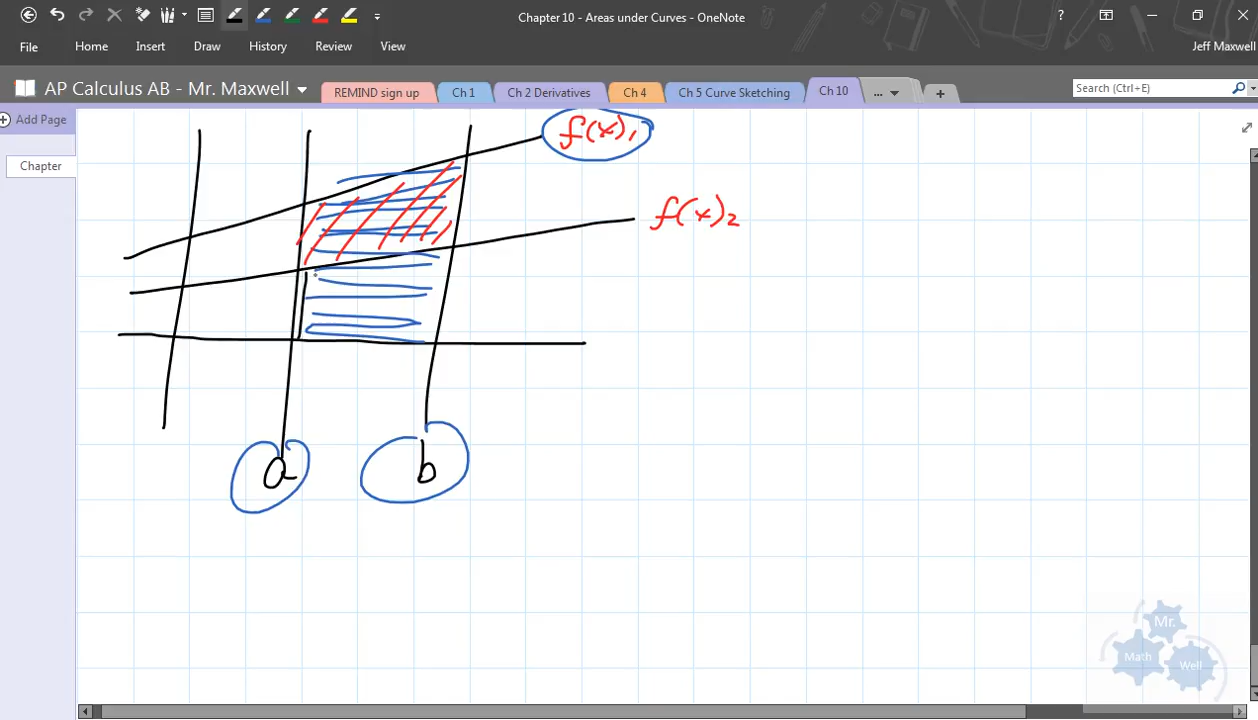 Chapter 10 - Areas under Curves - OneNote
?
File
Home
Insert
Draw
History
Review
View
Jeff Maxwell
AP Calculus AB - Mr. Maxwell
REMIND sign up
Ch 1
Ch 2 Derivatives
Ch 4
Ch 5 Curve Sketching
Ch 10
...
Search (Ctrl+E)
Add Page
Chapter
f(x)₁
f(x)₂
a
b
Mr.
Math
Well